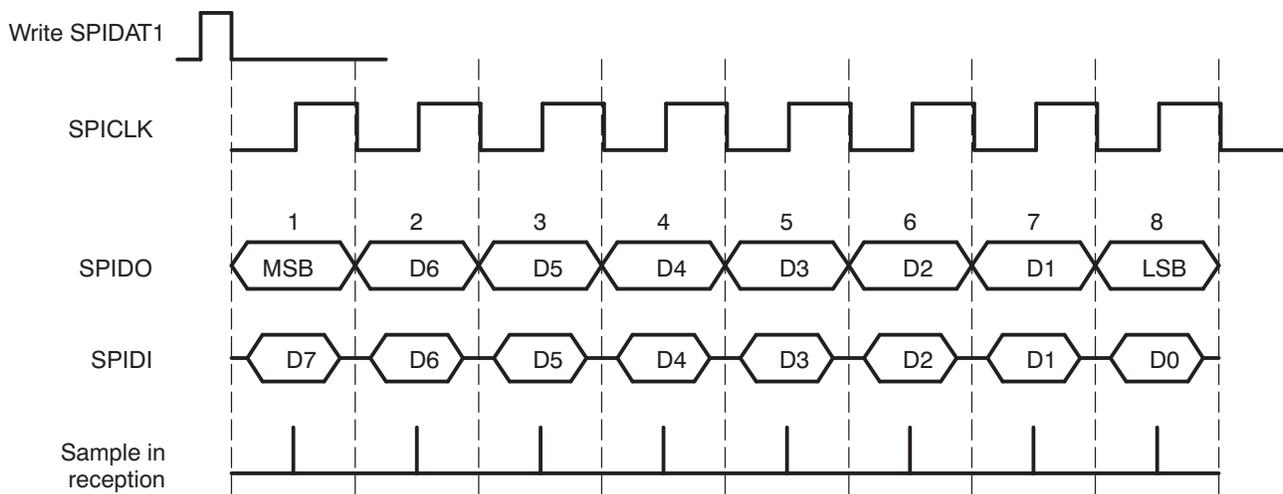 Write SPIDAT1
SPICLK
1 2 3 4 5 6 7 8
SPIDO
MSB D6 D5 D4 D3 D2 D1 LSB
SPIDI
D7 D6 D5 D4 D3 D2 D1 D0
Sample in
reception